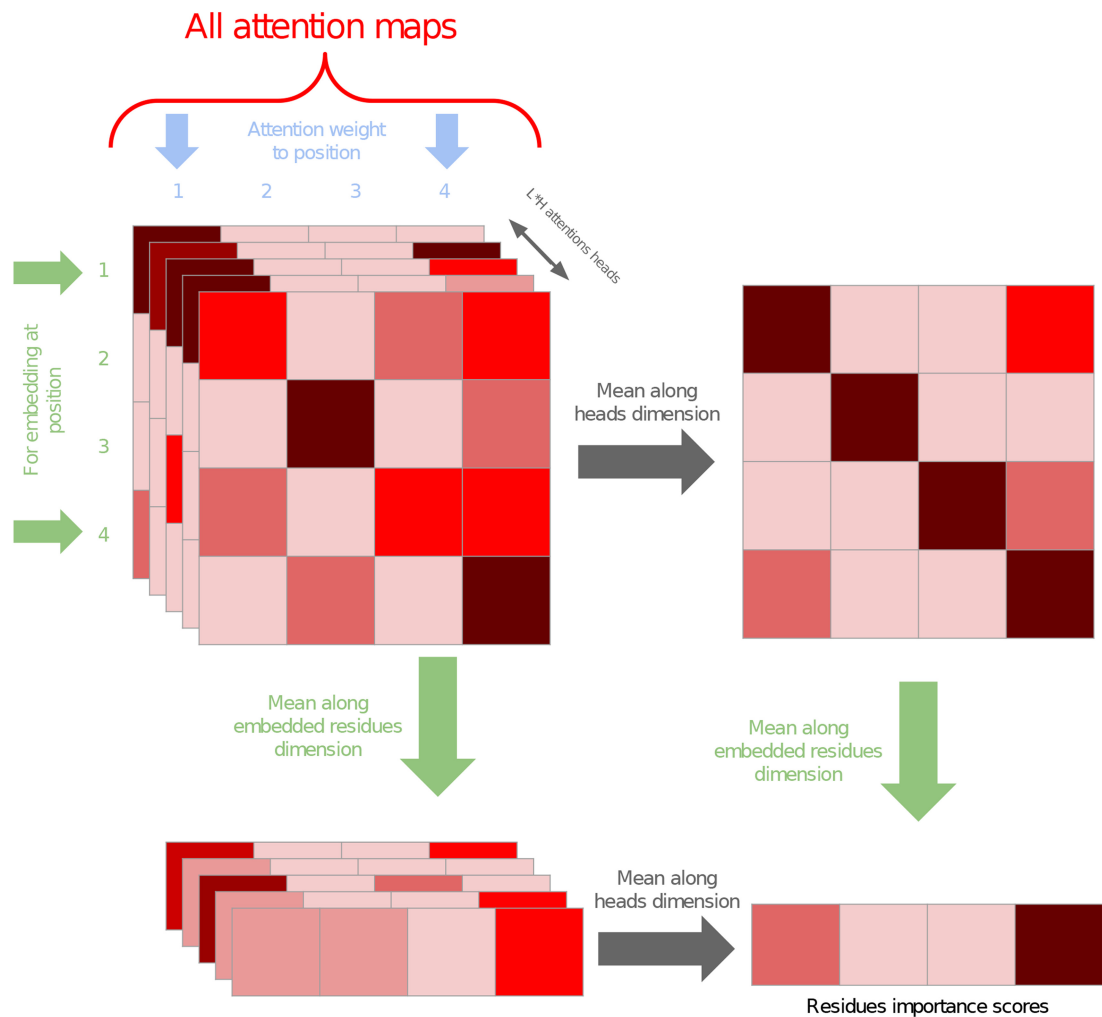 All attention maps
Attention weight
to position
1 2 3 4
L*H attentions heads
For embedding at
position
1
2
3
4
Mean along
heads dimension
Mean along
embedded residues
dimension
Mean along
embedded residues
dimension
Mean along
heads dimension
Residues importance scores